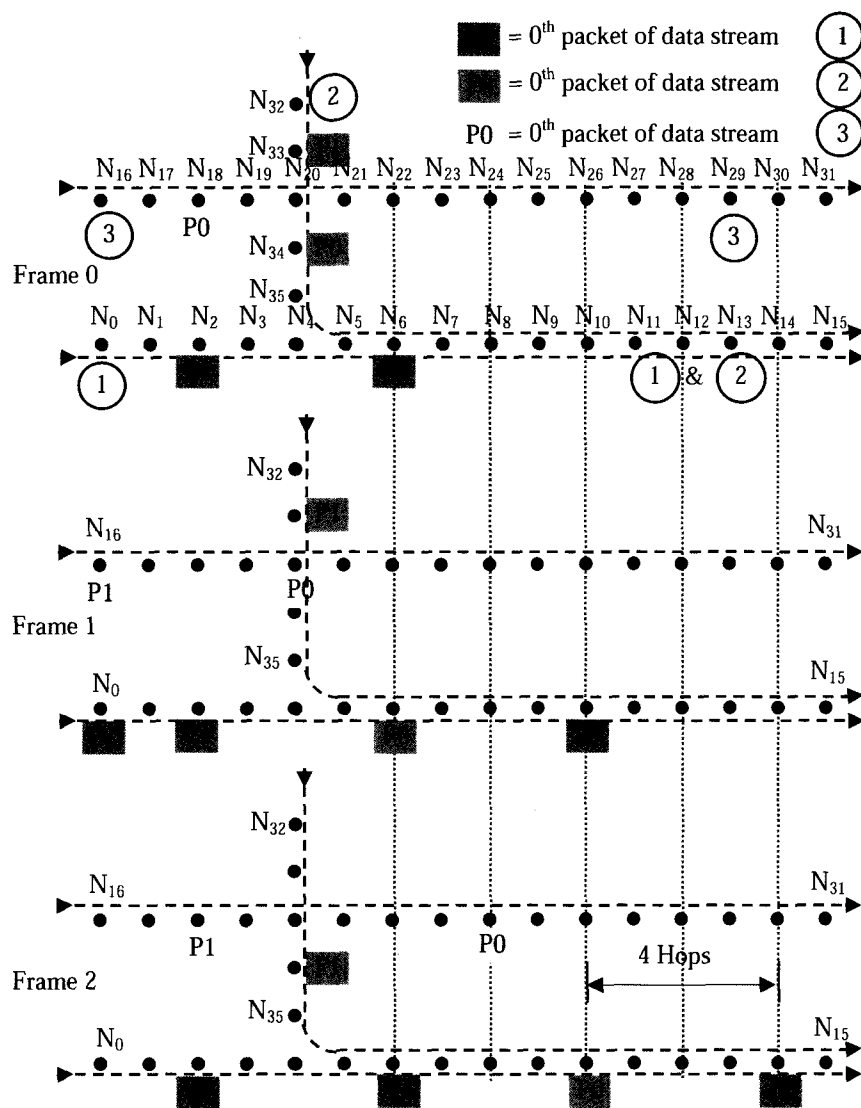 = 0th packet of data stream 1
= 0th packet of data stream 2
P0 = 0th packet of data stream 3
N32 2
N33
N16 N17 N18 N19 N20 N21 N22 N23 N24 N25 N26 N27 N28 N29 N30 N31
3 P0 3
N34
Frame 0
N35
N0 N1 N2 N3 N4 N5 N6 N7 N8 N9 N10 N11 N12 N13 N14 N15
1 1 & 2
N32
P1
N16 N31
P1 P0
Frame 1
N35
N0 N15
N32
N16 N31
P1 P0
4 Hops
Frame 2
N35
N0 N15